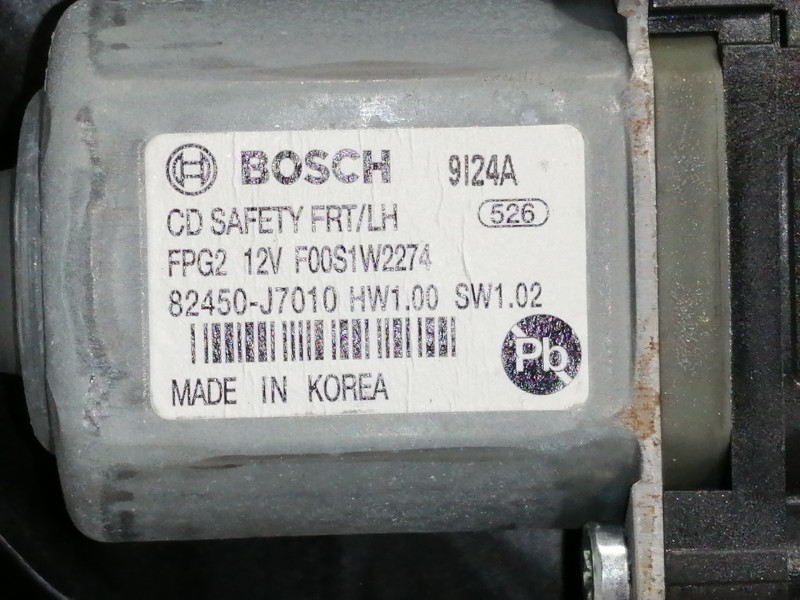 BOSCH 9I24A
CD SAFETY FRT/LH 526
FPG2 12V F00S1W2274
82450-J7010 HW1.00 SW1.02
Pb
MADE IN KOREA